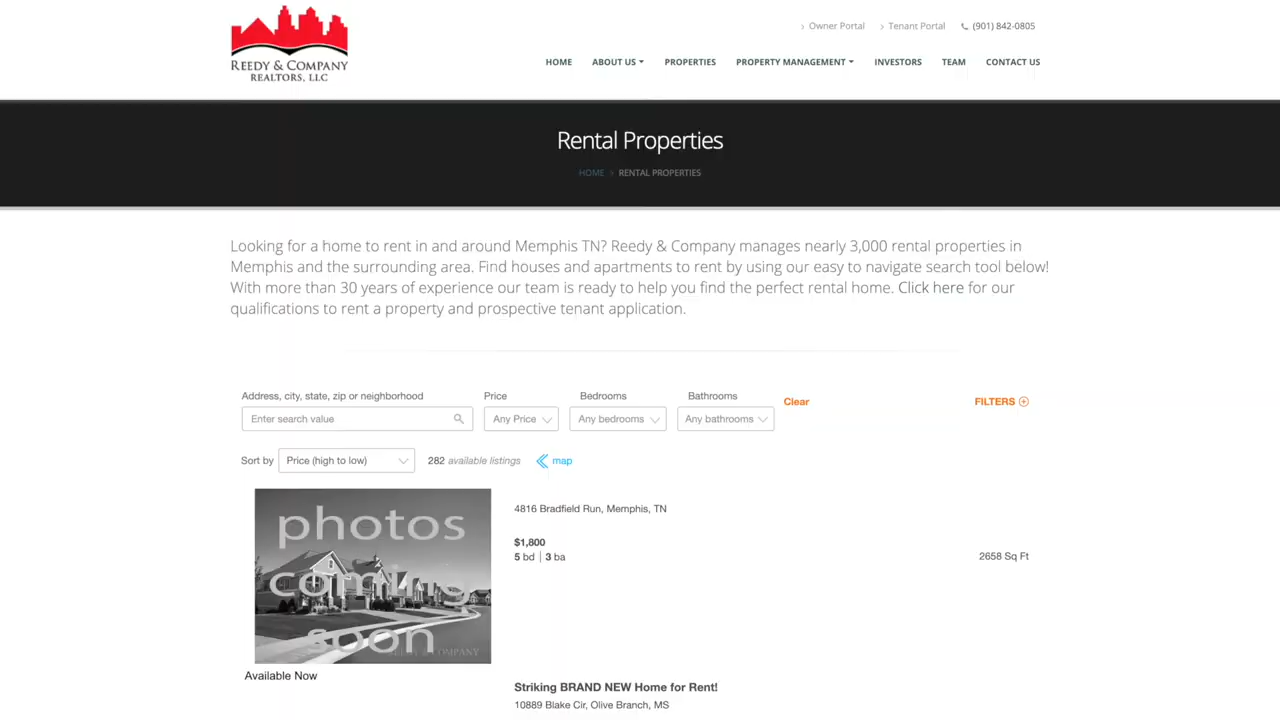 REEDY & COMPANY
REALTORS, LLC
Owner Portal
Tenant Portal
(901) 842-0805
HOME
ABOUT US
PROPERTIES
PROPERTY MANAGEMENT
INVESTORS
TEAM
CONTACT US
Rental Properties
HOME > RENTAL PROPERTIES
Looking for a home to rent in and around Memphis TN? Reedy & Company manages nearly 3,000 rental properties in
Memphis and the surrounding area. Find houses and apartments to rent by using our easy to navigate search tool below!
With more than 30 years of experience our team is ready to help you find the perfect rental home. Click here for our
qualifications to rent a property and prospective tenant application.
Address, city, state, zip or neighborhood
Price
Bedrooms
Bathrooms
Clear
FILTERS
Enter search value
Any Price
Any bedrooms
Any bathrooms
Sort by
Price (high to low)
282 available listings
map
photos
coming
soon
REEDY & COMPANY
4816 Bradfield Run, Memphis, TN
$1,800
5 bd | 3 ba
2658 Sq Ft
Available Now
Striking BRAND NEW Home for Rent!
10889 Blake Cir, Olive Branch, MS